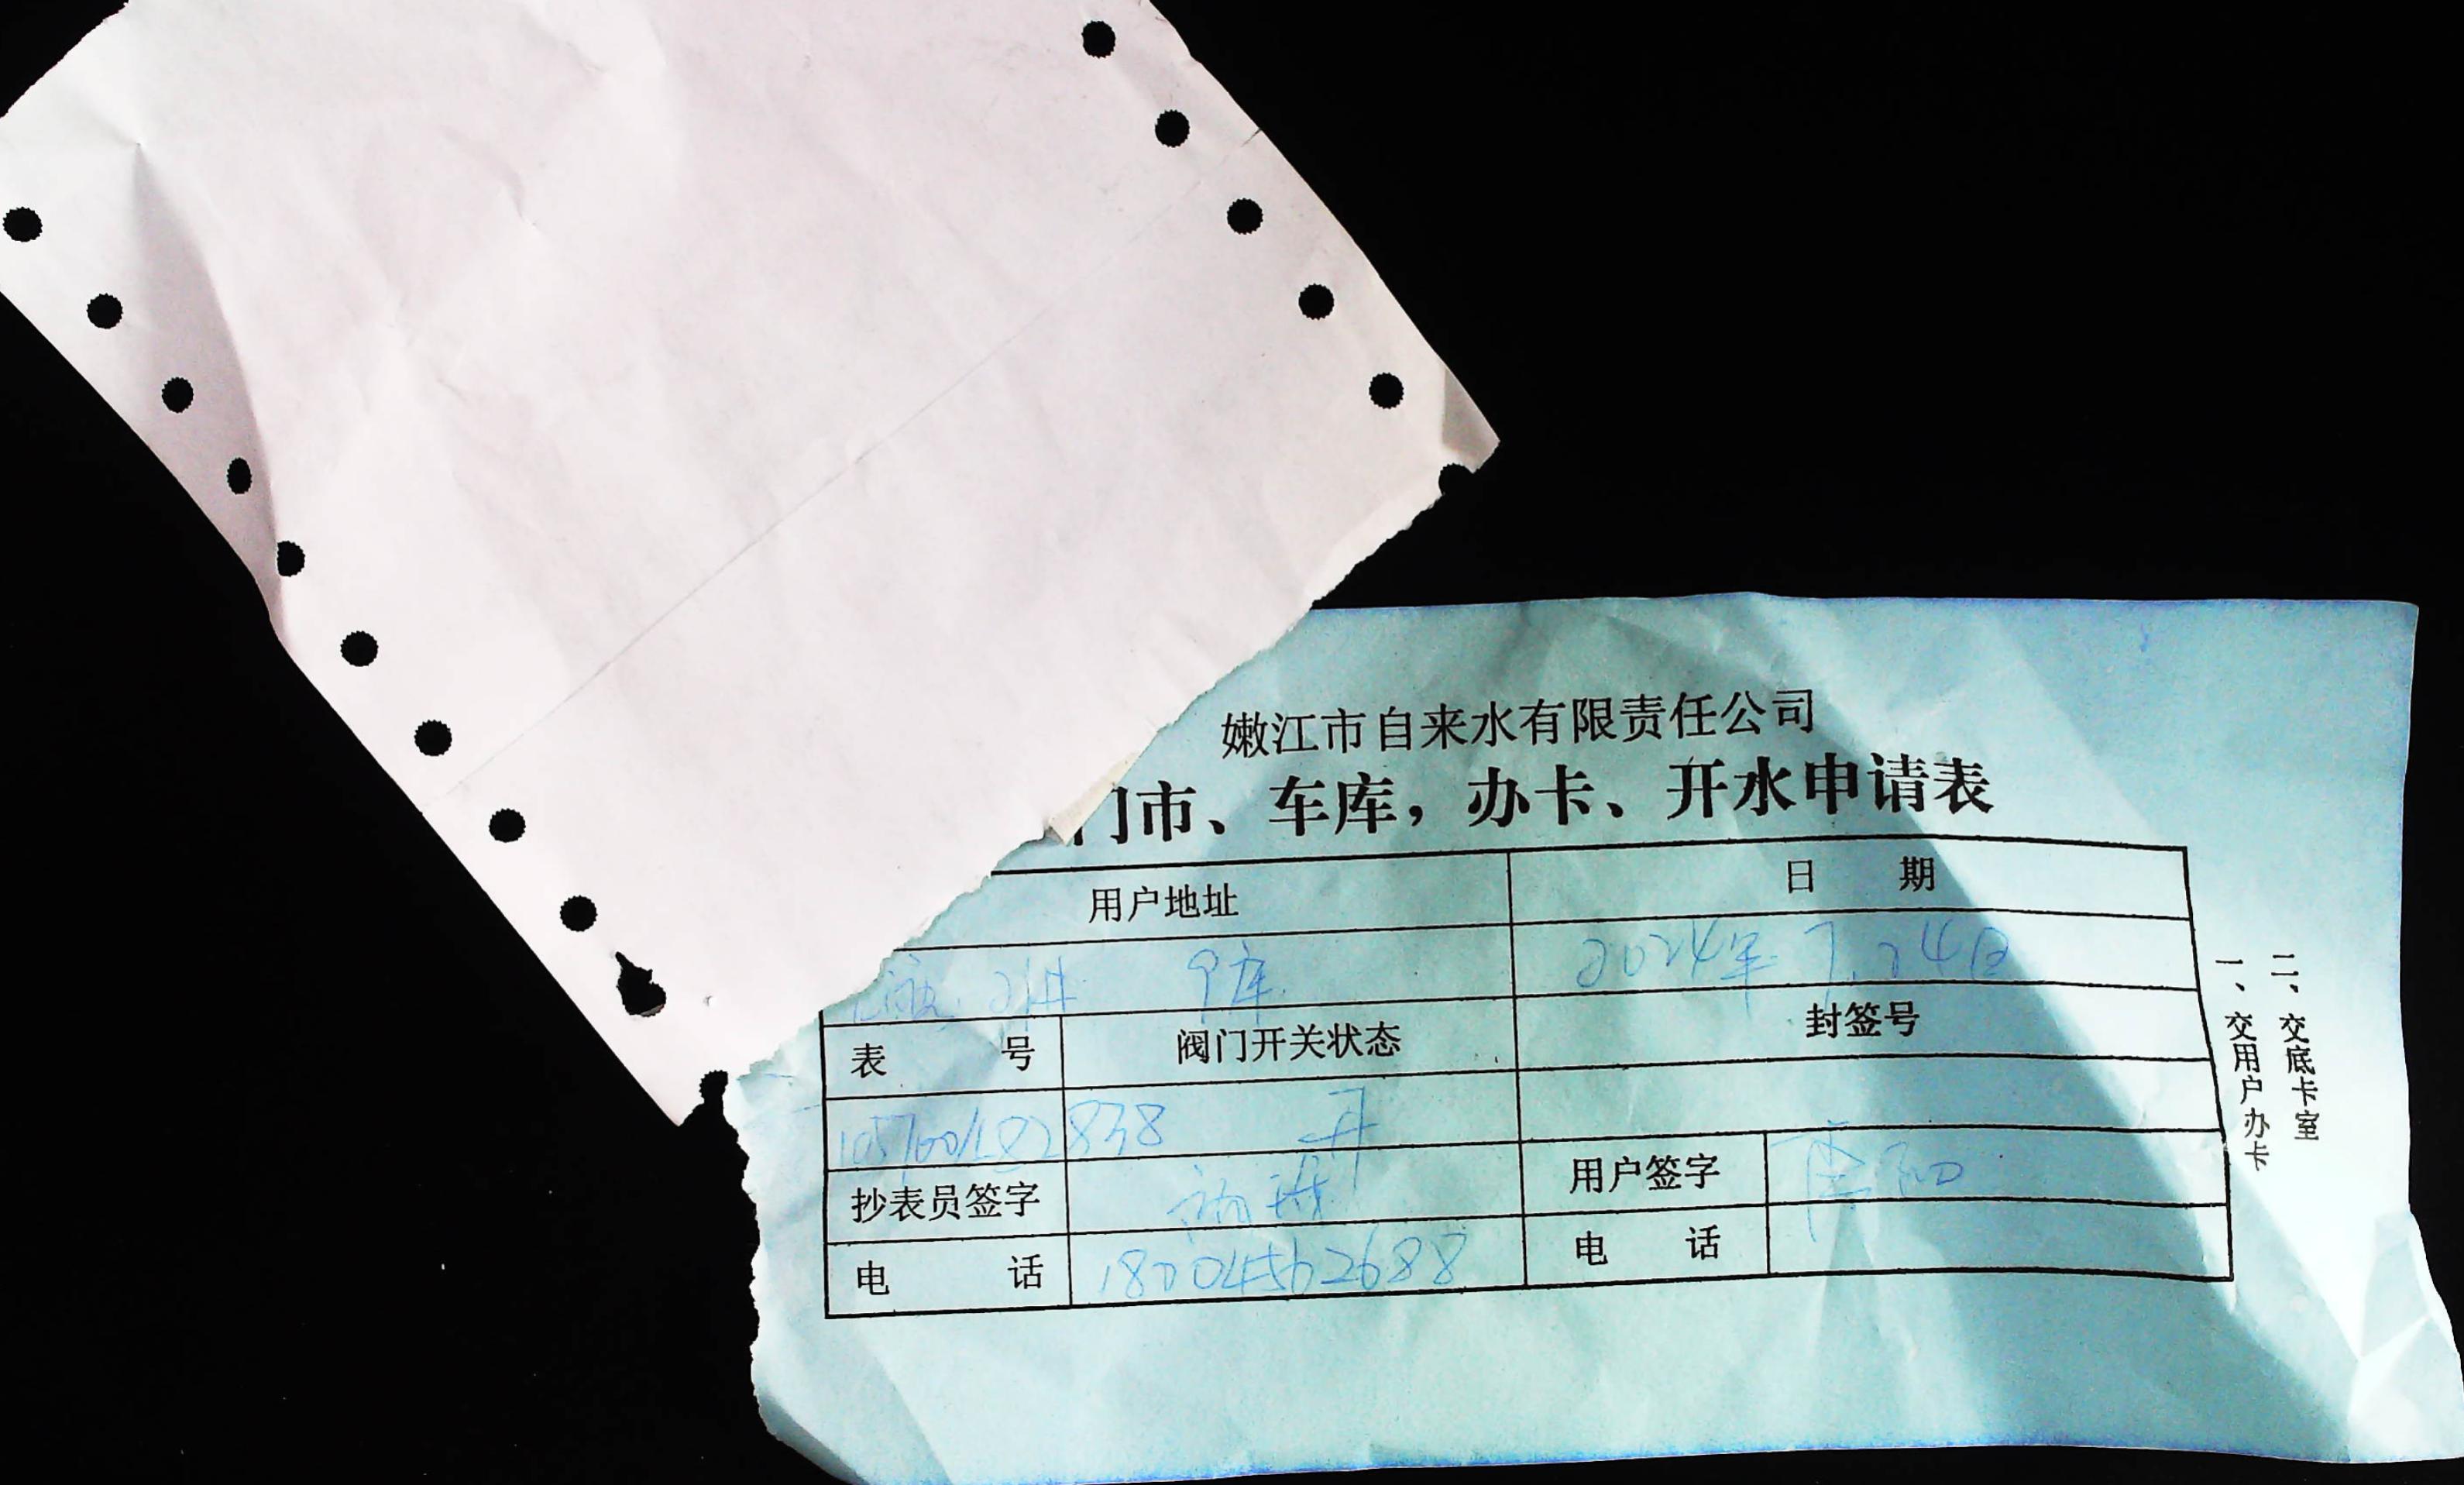 嫩江市自来水有限责任公司
门市、车库，办卡、开水申请表
用户地址 日 期
21# 9库 2024年7.24日
表 号 阀门开关状态 封签号
开
抄表员签字 用户签字
电 话 18004562688 电 话
二、交底卡室
一、交用户办卡